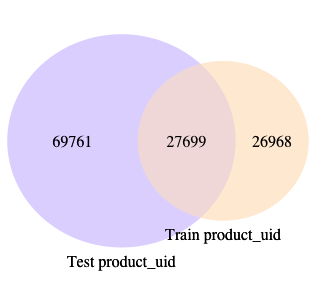 69761 27699 26968
Train product_uid
Test product_uid